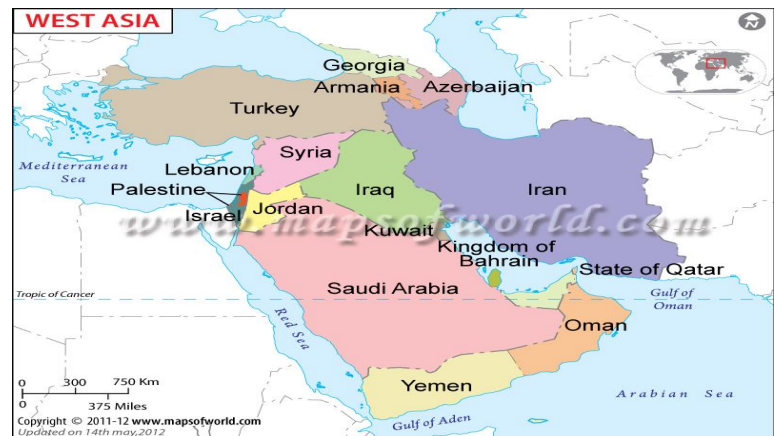 WEST ASIA
N
Georgia
Armania
Azerbaijan
Turkey
Mediterranean
Sea
Syria
Lebanon
Palestine
Iraq
Iran
Israel
Jordan
www.mapsofworld.com
Kuwait
Kingdom of
Bahrain
State of Qatar
Saudi Arabia
Tropic of Cancer
Gulf of
Oman
Red Sea
Oman
0 300 750 Km
0 375 Miles
Yemen
Arabian Sea
Gulf of Aden
Copyright © 2011-12 www.mapsofworld.com
Updated on 14th may,2012